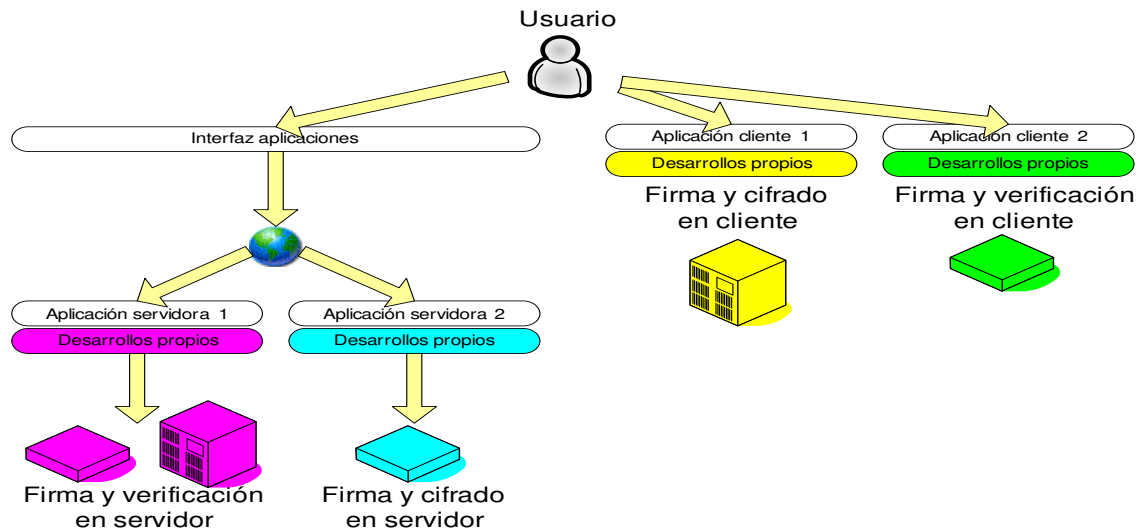 Usuario
Interfaz aplicaciones
Aplicación cliente 1
Desarrollos propios
Firma y cifrado
en cliente
Aplicación cliente 2
Desarrollos propios
Firma y verificación
en cliente
Aplicación servidora 1
Desarrollos propios
Firma y verificación
en servidor
Aplicación servidora 2
Desarrollos propios
Firma y cifrado
en servidor